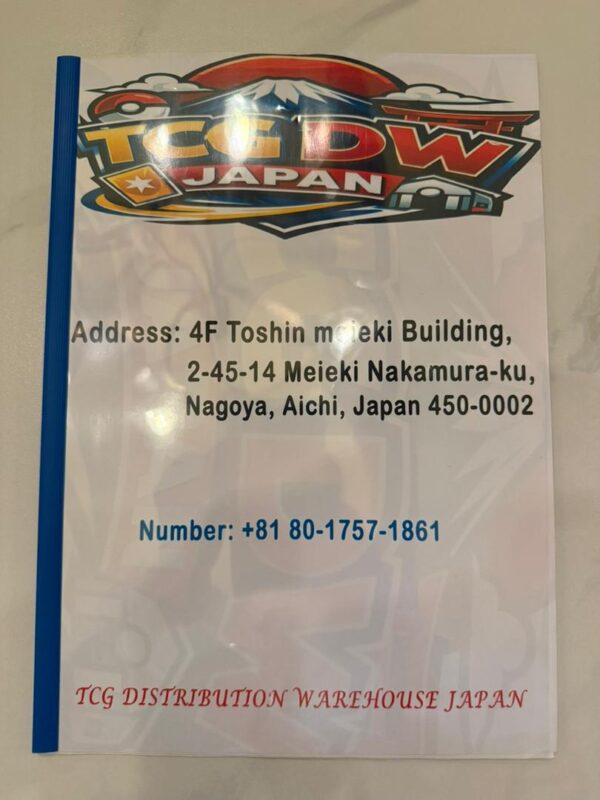 TCG DW
JAPAN
Address: 4F Toshin meieki Building,
2-45-14 Meieki Nakamura-ku,
Nagoya, Aichi, Japan 450-0002
Number: +81 80-1757-1861
TCG DISTRIBUTION WAREHOUSE JAPAN